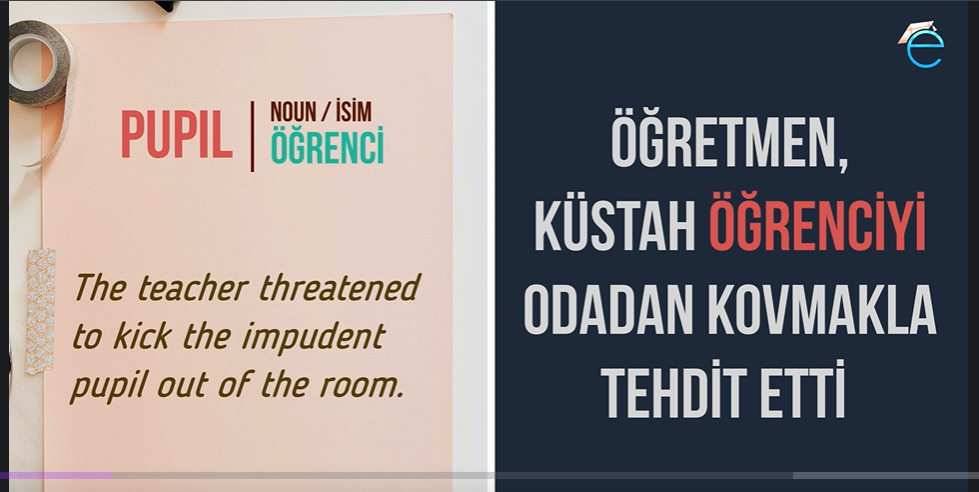 PUPIL
NOUN / İSİM
ÖĞRENCİ
The teacher threatened
to kick the impudent
pupil out of the room.
e
ÖĞRETMEN,
KÜSTAH ÖĞRENCİYİ
ODADAN KOVMAKLA
TEHDİT ETTİ